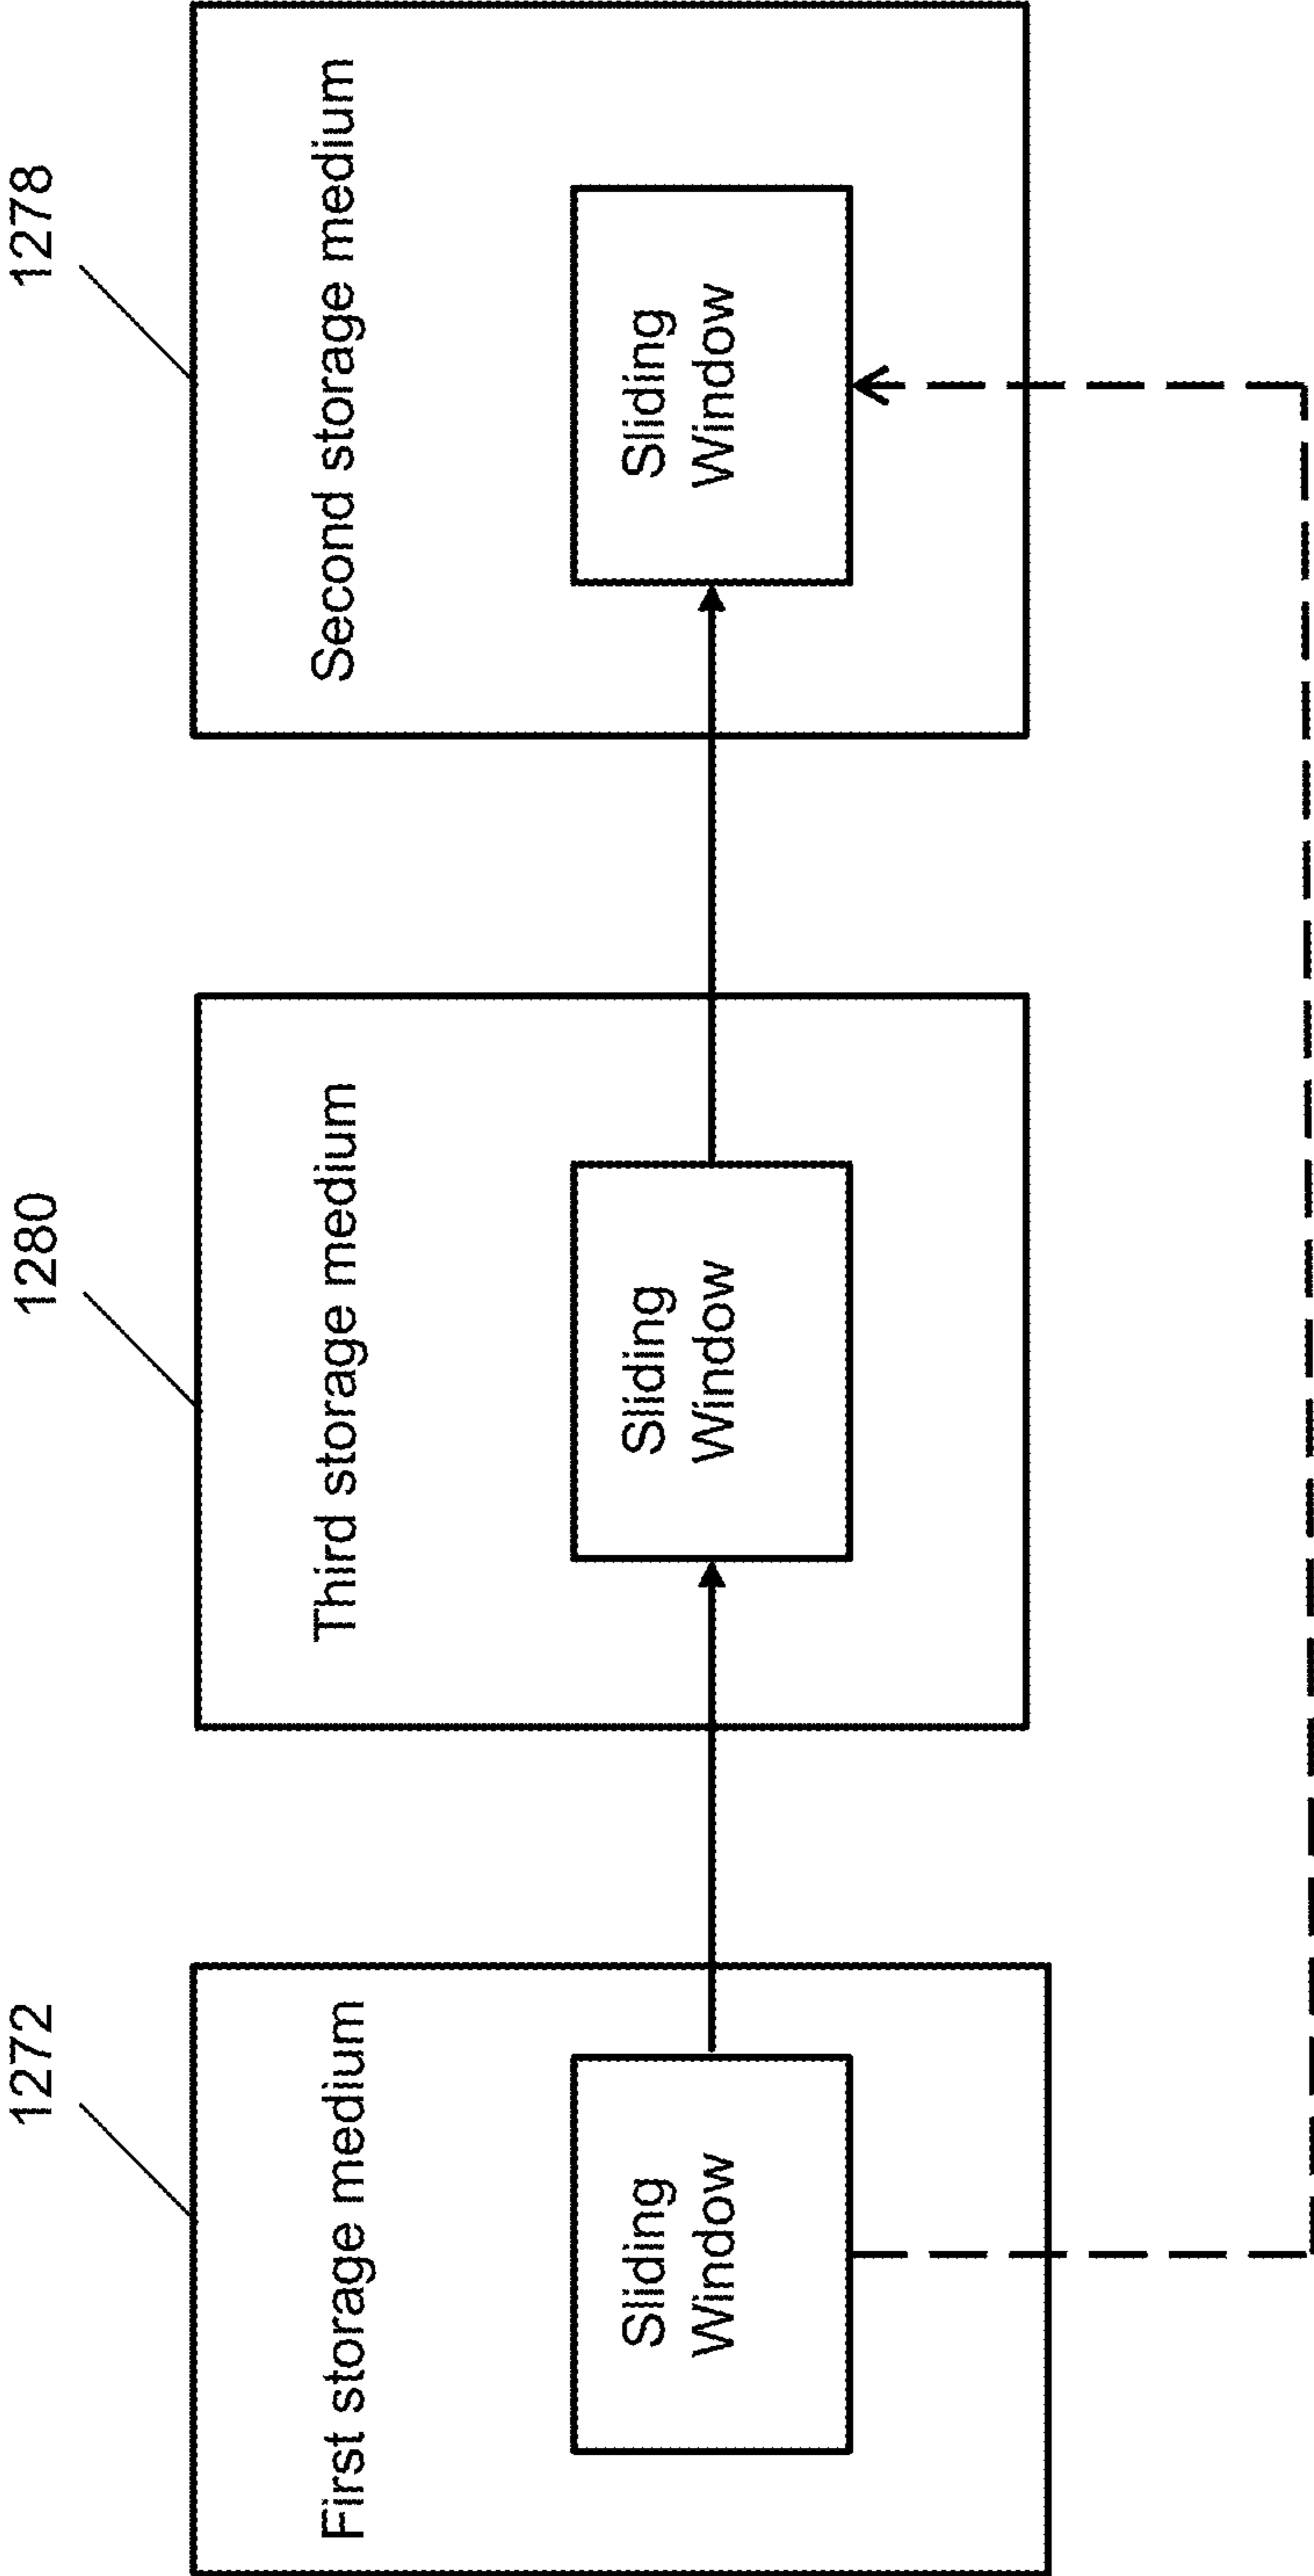 1272
First storage medium
Sliding
Window
1280
Third storage medium
Sliding
Window
1278
Second storage medium
Sliding
Window